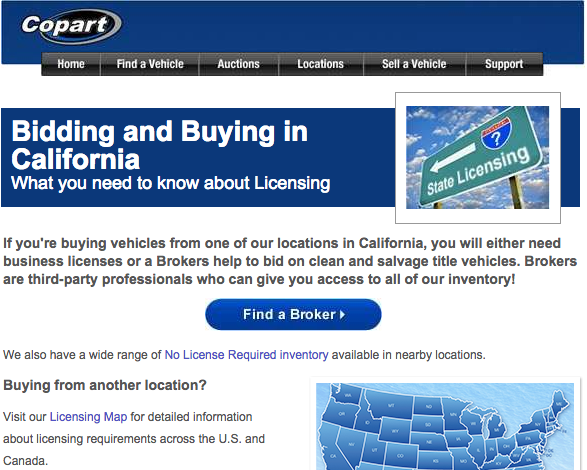 Copart
Home Find a Vehicle Auctions Locations Sell a Vehicle Support
Bidding and Buying in
California
What you need to know about Licensing
?
State Licensing
If you're buying vehicles from one of our locations in California, you will either need
business licenses or a Brokers help to bid on clean and salvage title vehicles. Brokers
are third-party professionals who can give you access to all of our inventory!
Find a Broker
We also have a wide range of No License Required inventory available in nearby locations.
Buying from another location?
Visit our Licensing Map for detailed information
about licensing requirements across the U.S. and
Canada.